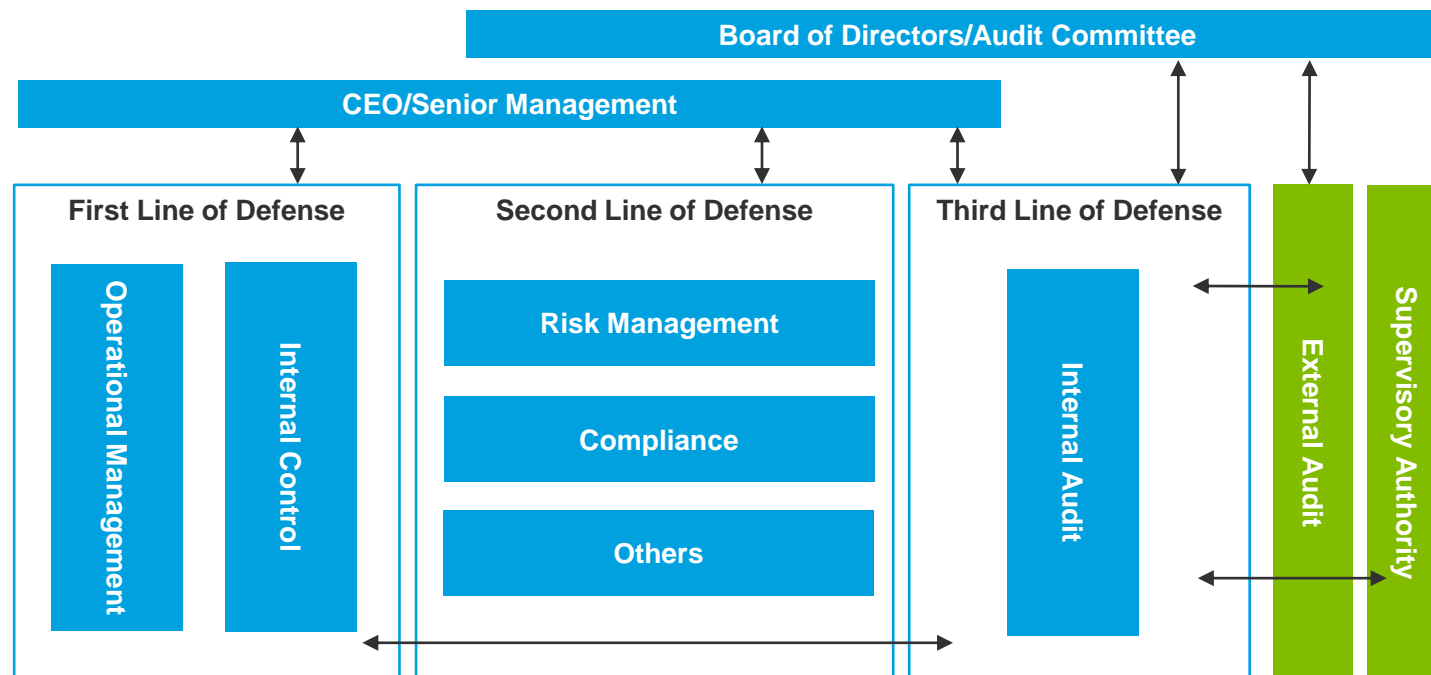 Board of Directors/Audit Committee
CEO/Senior Management
First Line of Defense
Second Line of Defense
Third Line of Defense
Operational Management
Internal Control
Risk Management
Compliance
Others
Internal Audit
External Audit
Supervisory Authority